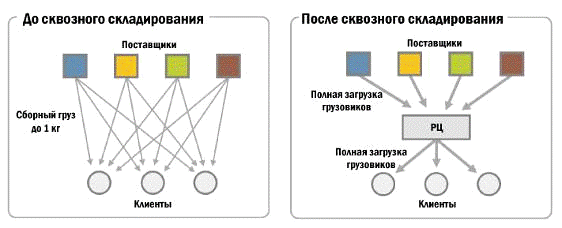 До сквозного складирования
Поставщики
Сборный груз
до 1 кг
Клиенты
После сквозного складирования
Поставщики
Полная загрузка
грузовиков
РЦ
Полная загрузка
грузовиков
Клиенты